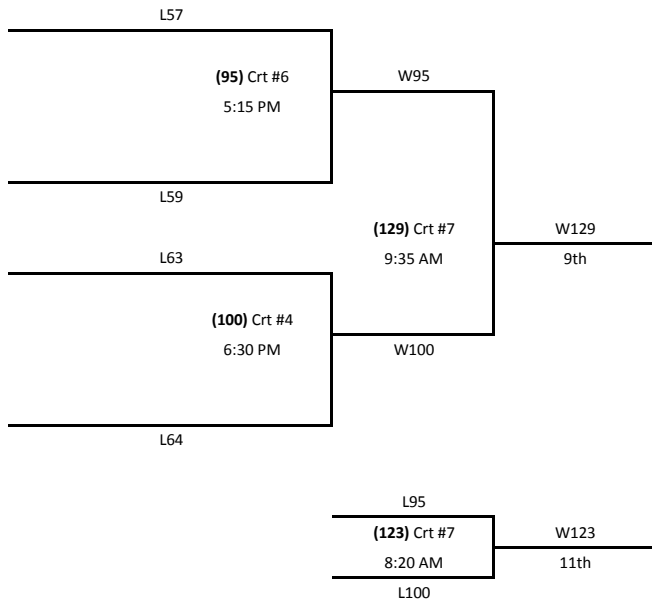 L57
(95) Crt #6
5:15 PM
W95
L59
L63
(129) Crt #7
9:35 AM
W129
9th
(100) Crt #4
6:30 PM
W100
L64
L95
(123) Crt #7
8:20 AM
W123
11th
L100